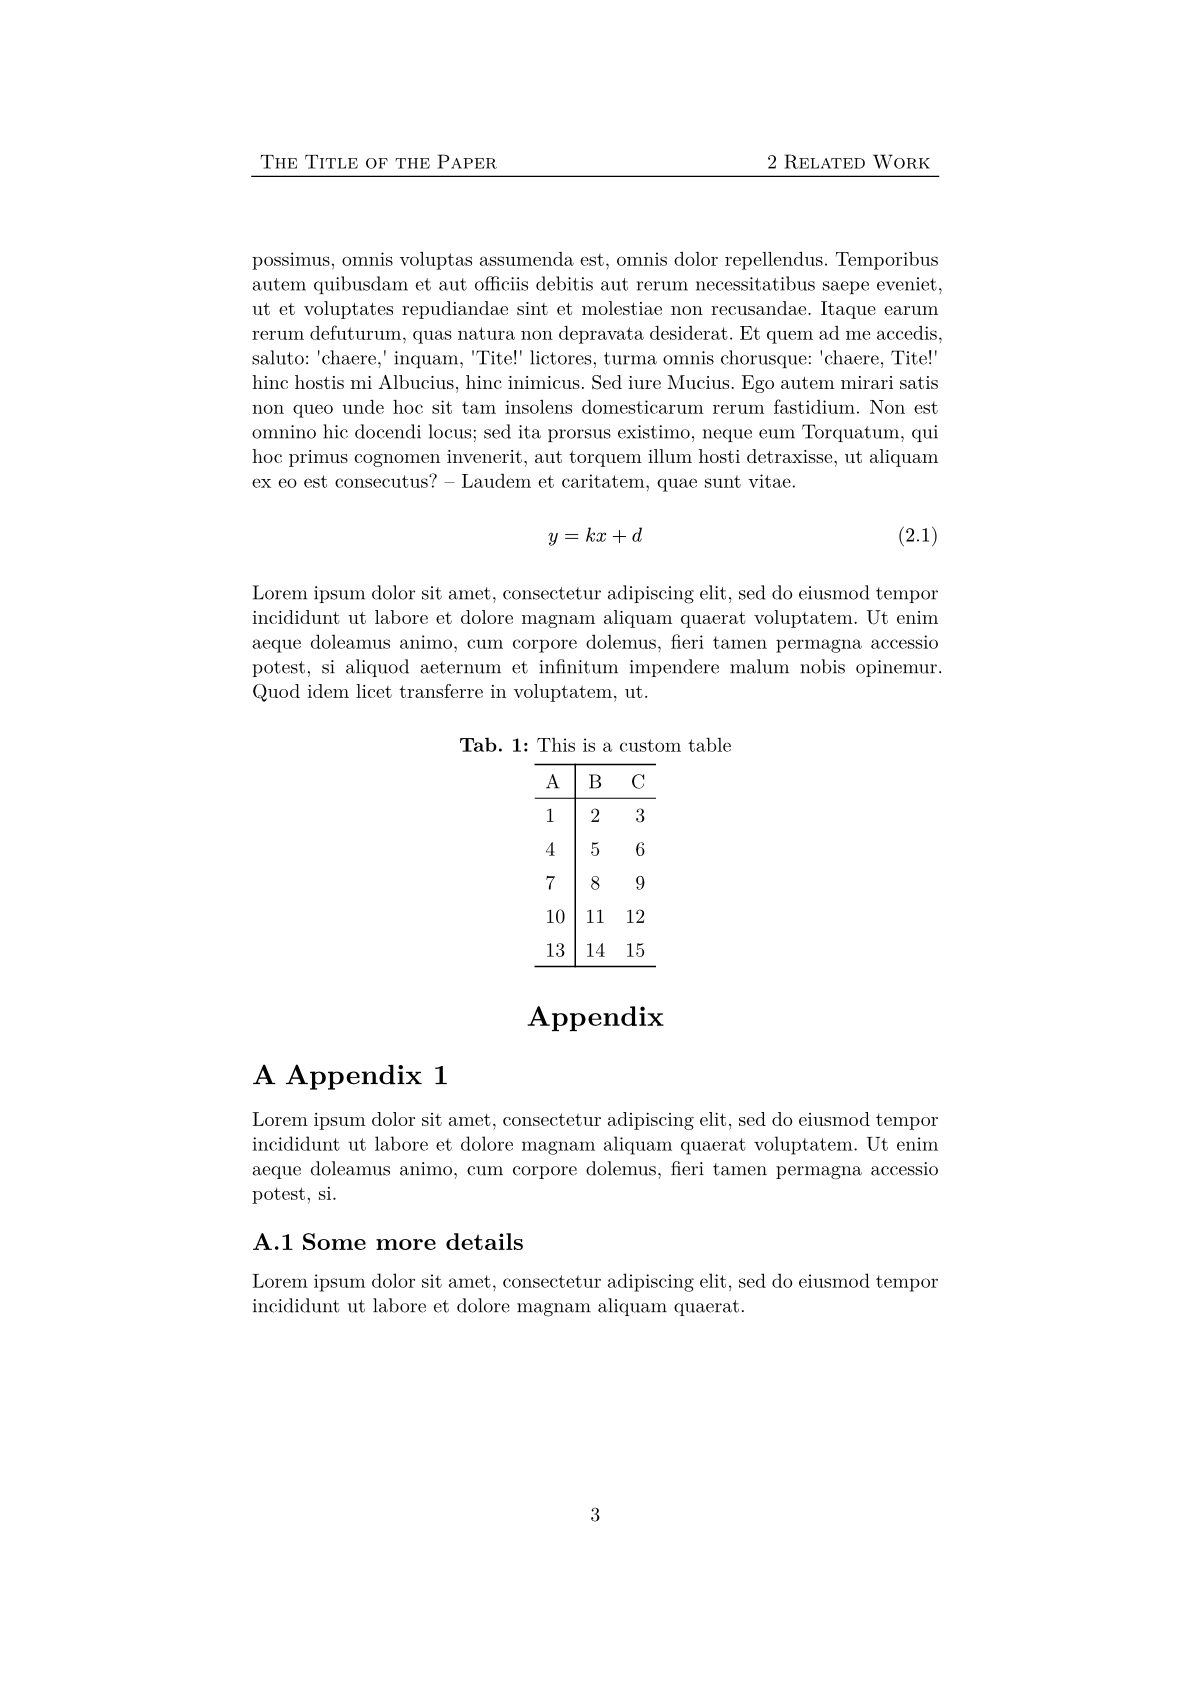 The Title of the Paper 2 Related Work
possimus, omnis voluptas assumenda est, omnis dolor repellendus. Temporibus
autem quibusdam et aut officiis debitis aut rerum necessitatibus saepe eveniet,
ut et voluptates repudiandae sint et molestiae non recusandae. Itaque earum
rerum defuturum, quas natura non depravata desiderat. Et quem ad me accedis,
saluto: 'chaere,' inquam, 'Tite!' lictores, turma omnis chorusque: 'chaere, Tite!'
hinc hostis mi Albucius, hinc inimicus. Sed iure Mucius. Ego autem mirari satis
non queo unde hoc sit tam insolens domesticarum rerum fastidium. Non est
omnino hic docendi locus; sed ita prorsus existimo, neque eum Torquatum, qui
hoc primus cognomen invenerit, aut torquem illum hosti detraxisse, ut aliquam
ex eo est consecutus? – Laudem et caritatem, quae sunt vitae.
y = kx + d (2.1)
Lorem ipsum dolor sit amet, consectetur adipiscing elit, sed do eiusmod tempor
incididunt ut labore et dolore magnam aliquam quaerat voluptatem. Ut enim
aeque doleamus animo, cum corpore dolemus, fieri tamen permagna accessio
potest, si aliquod aeternum et infinitum impendere malum nobis opinemur.
Quod idem licet transferre in voluptatem, ut.
Tab. 1: This is a custom table
A B C
1 2 3
4 5 6
7 8 9
10 11 12
13 14 15
Appendix
A Appendix 1
Lorem ipsum dolor sit amet, consectetur adipiscing elit, sed do eiusmod tempor
incididunt ut labore et dolore magnam aliquam quaerat voluptatem. Ut enim
aeque doleamus animo, cum corpore dolemus, fieri tamen permagna accessio
potest, si.
A.1 Some more details
Lorem ipsum dolor sit amet, consectetur adipiscing elit, sed do eiusmod tempor
incididunt ut labore et dolore magnam aliquam quaerat.
3